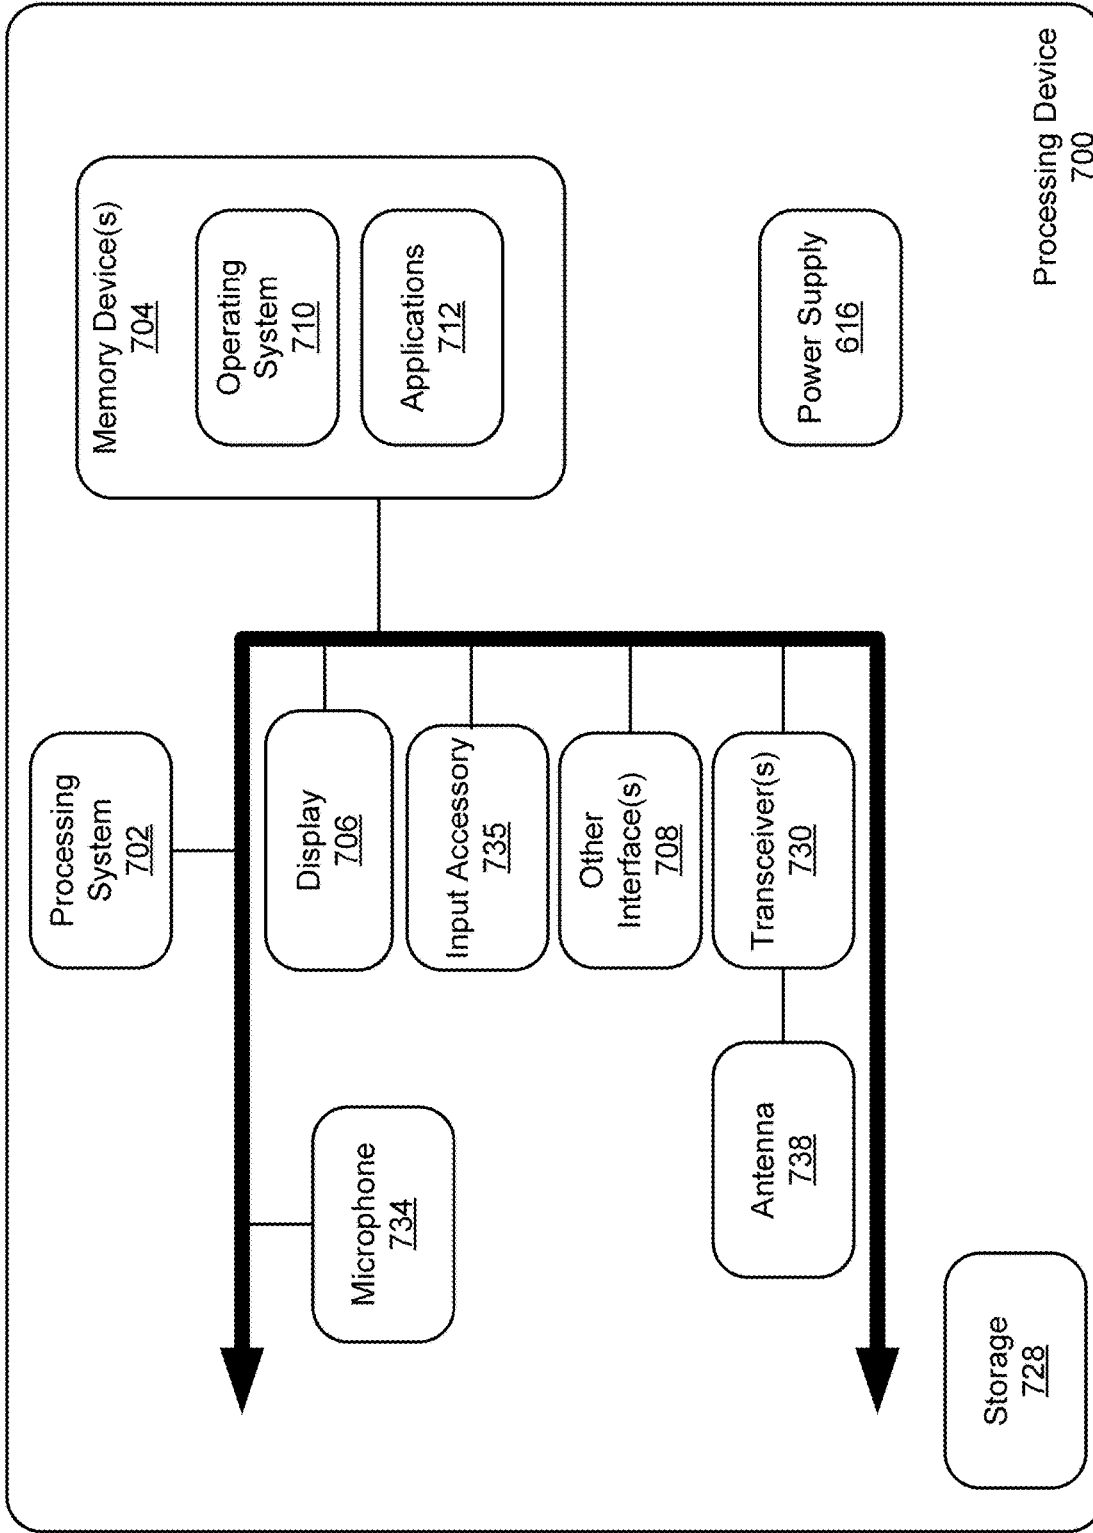 Processing
System
702
Memory Device(s)
704
Operating
System
710
Applications
712
Display
706
Input Accessory
735
Other
Interface(s)
708
Transceiver(s)
730
Microphone
734
Antenna
738
Power Supply
616
Storage
728
Processing Device
700